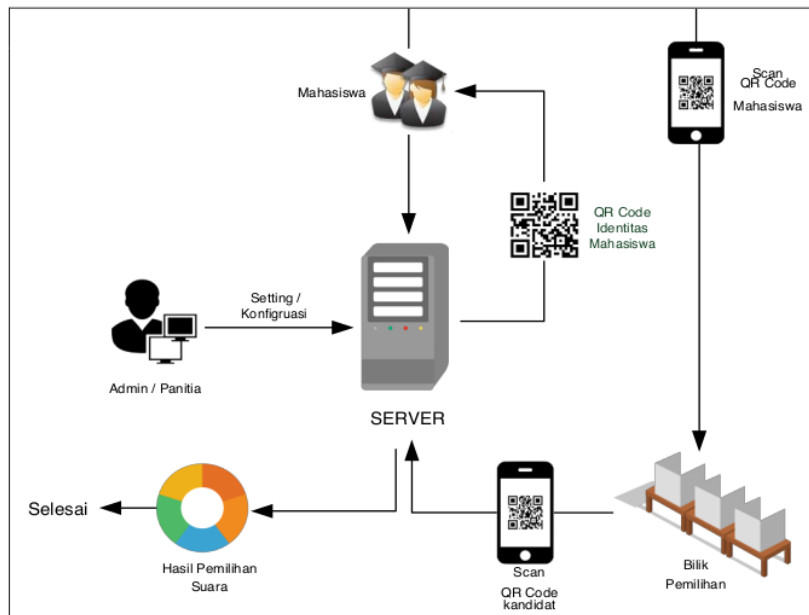 Mahasiswa
Scan
QR Code
Mahasiswa
QR Code
Identitas
Mahasiswa
Setting /
Konfigruasi
Admin / Panitia
SERVER
Selesai
Hasil Pemilihan
Suara
Scan
QR Code
kandidat
Bilik
Pemilihan